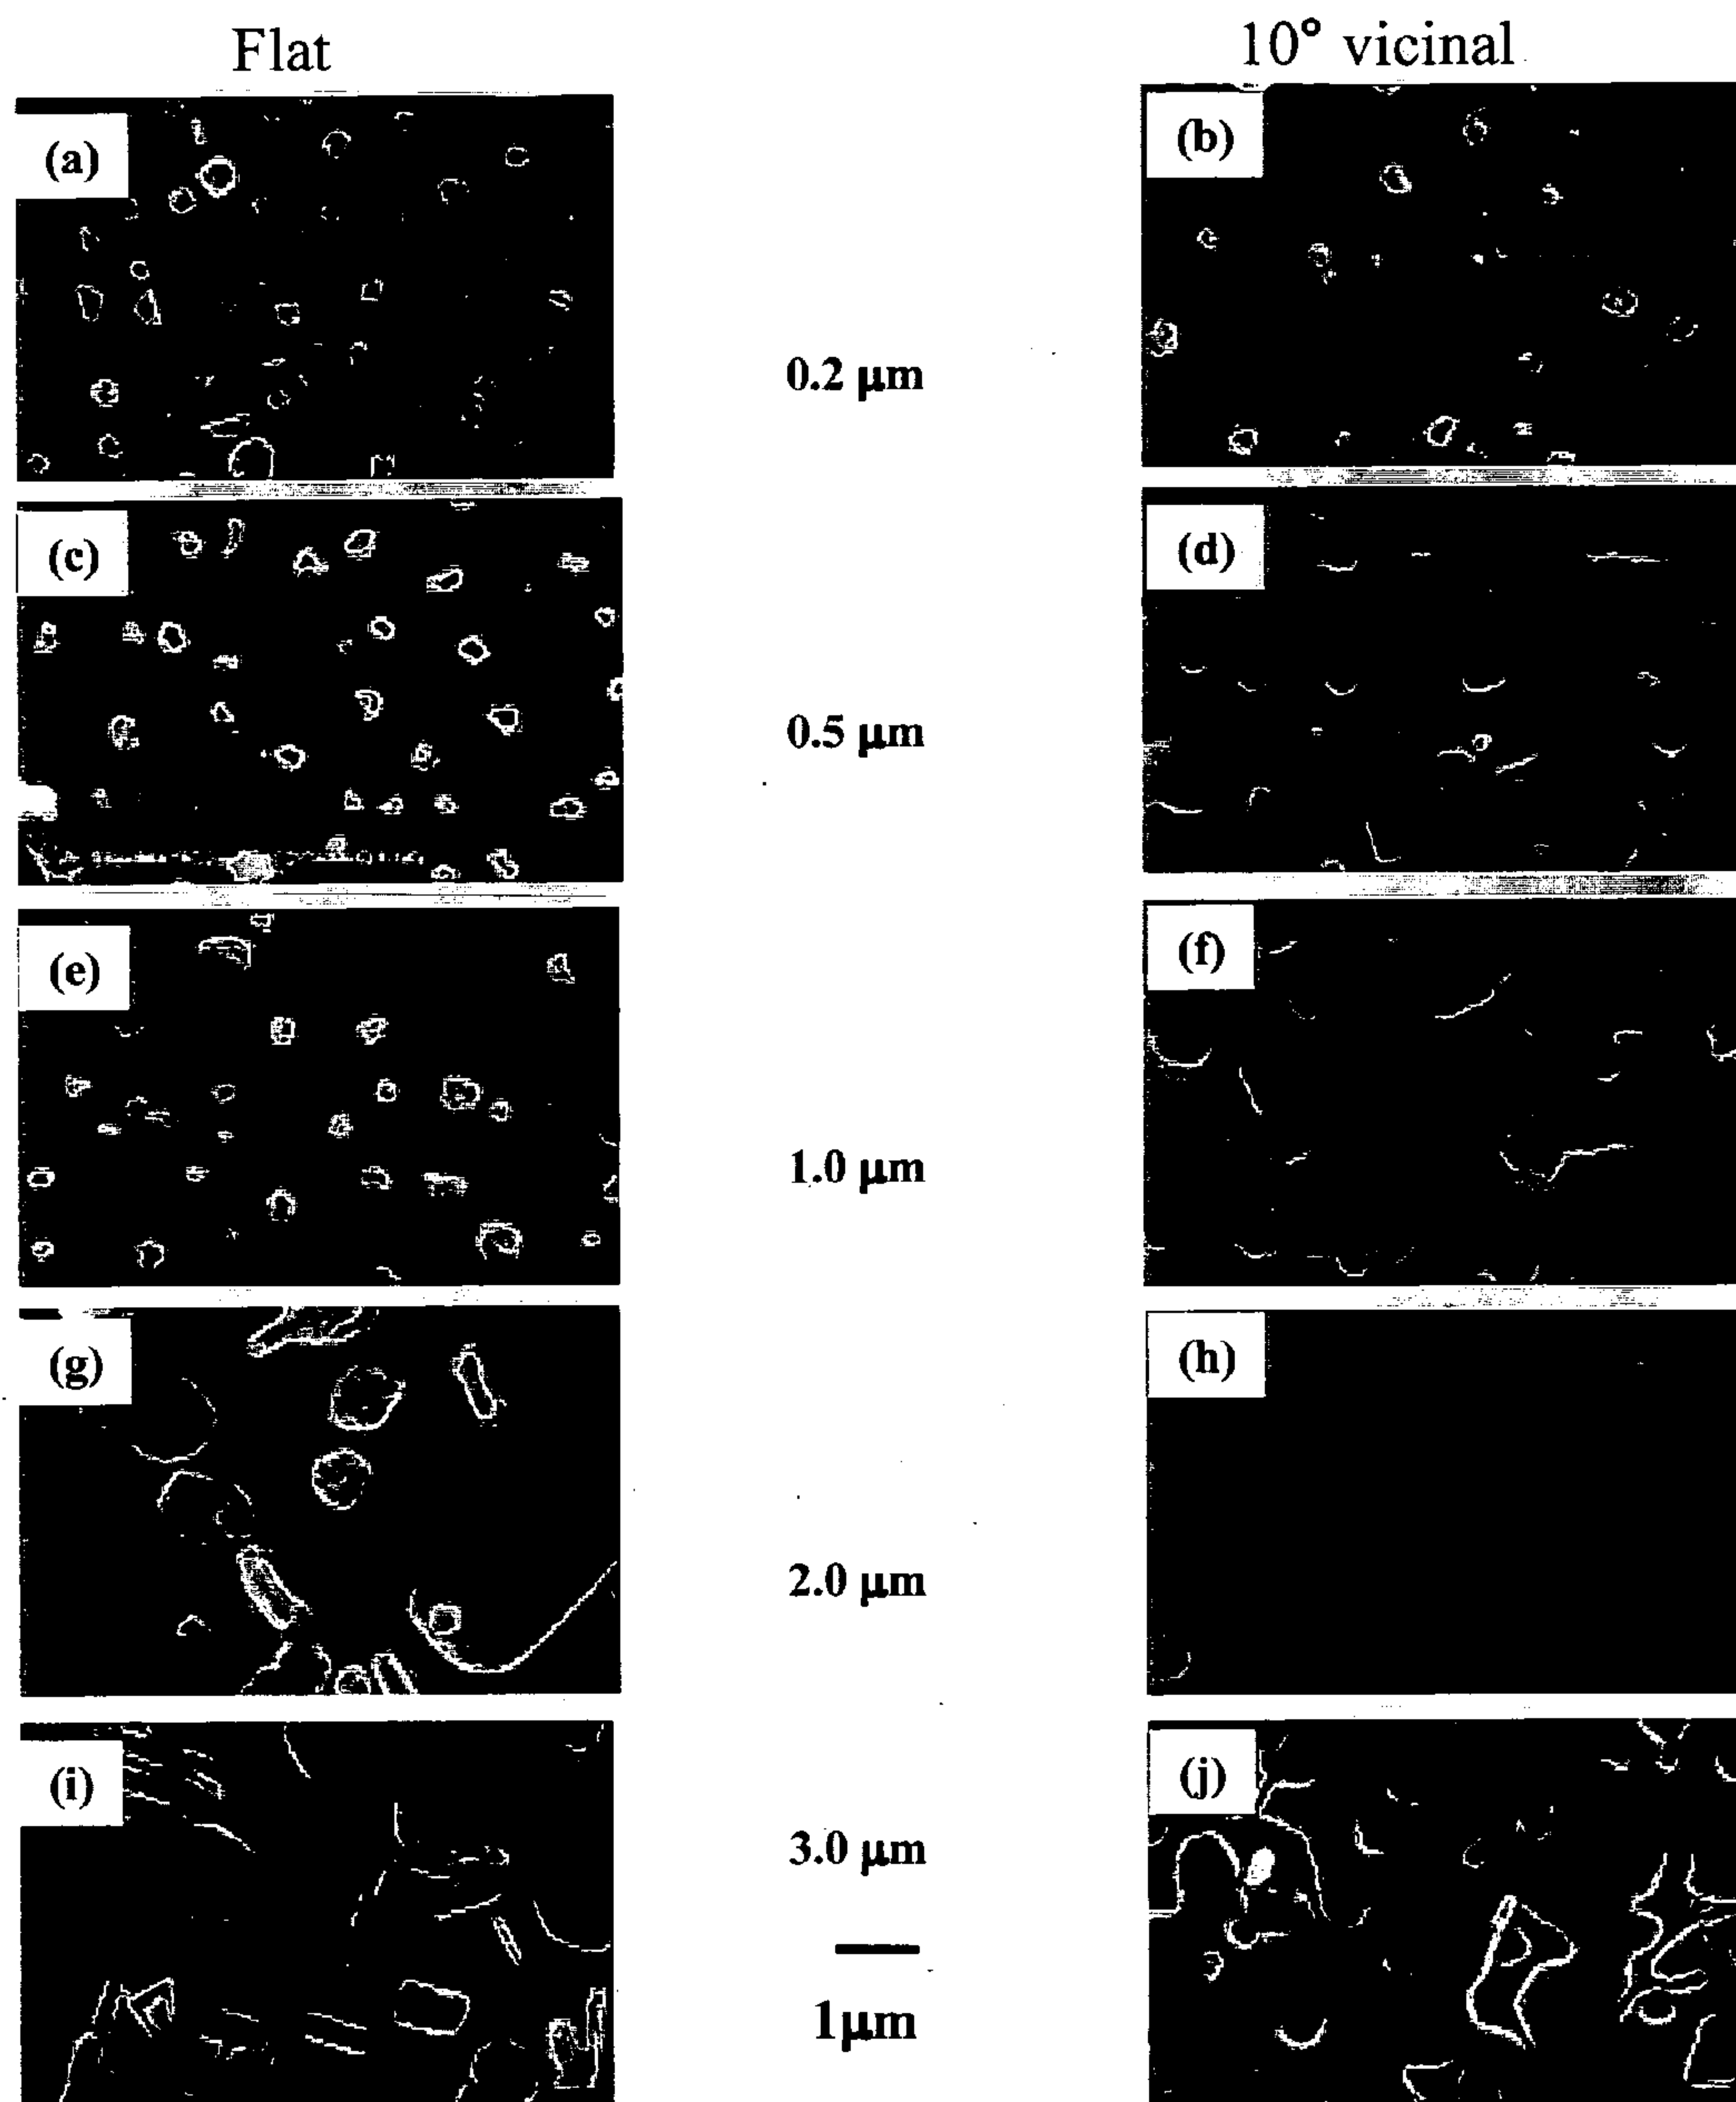 Flat 10° vicinal
(a) (b)
0.2 μm
(c) (d)
0.5 μm
(e) (f)
1.0 μm
(g) (h)
2.0 μm
(i) (j)
3.0 μm
1μm